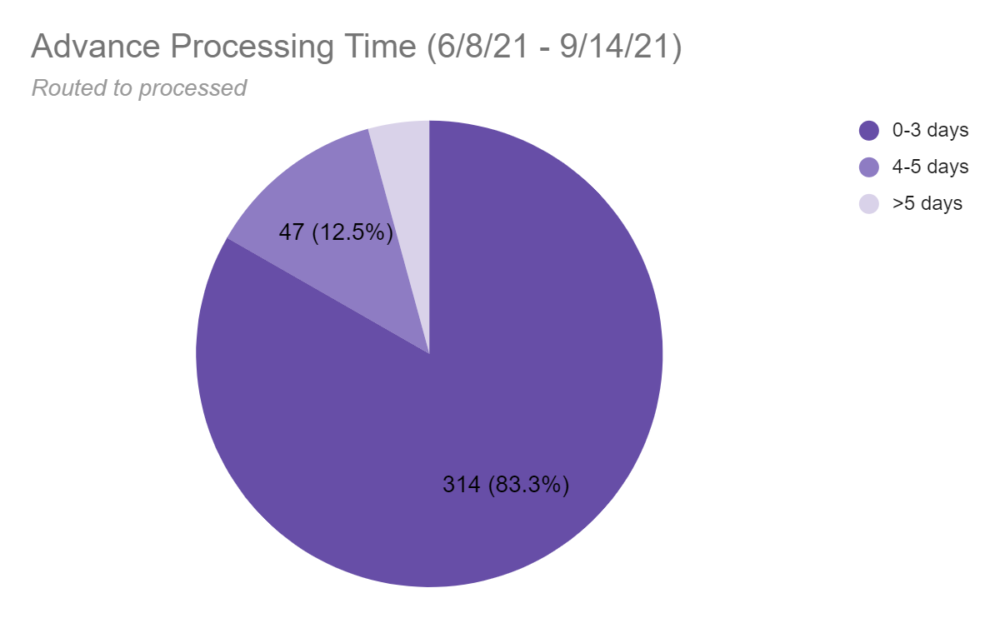 Advance Processing Time (6/8/21 - 9/14/21)
Routed to processed
0-3 days
4-5 days
>5 days
47 (12.5%)
314 (83.3%)